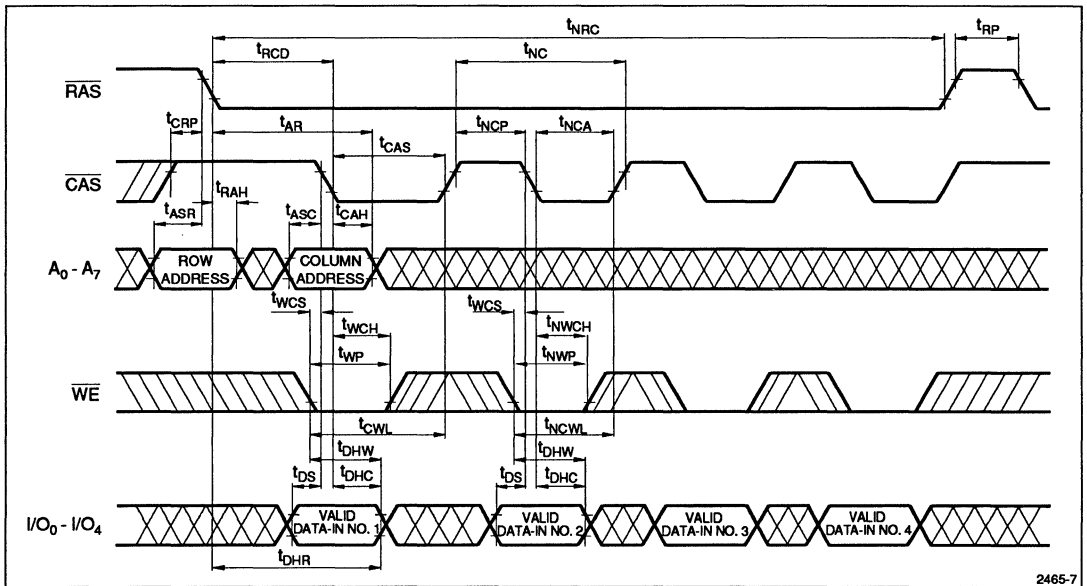 tNRC
tRP
tRCD
tNC
RAS
tCRP
tAR
tNCP
tNCA
tCAS
CAS
tRAH
tASR
tASC
tCAH
A0 - A7
ROW
ADDRESS
COLUMN
ADDRESS
tWCS
tWCS
tWCH
tNWCH
tWP
tNWP
WE
tCWL
tNCWL
tDHW
tDHW
tDS
tDHC
tDS
tDHC
I/O0 - I/O4
VALID
DATA-IN NO. 1
VALID
DATA-IN NO. 2
VALID
DATA-IN NO. 3
VALID
DATA-IN NO. 4
tDHR
2465-7